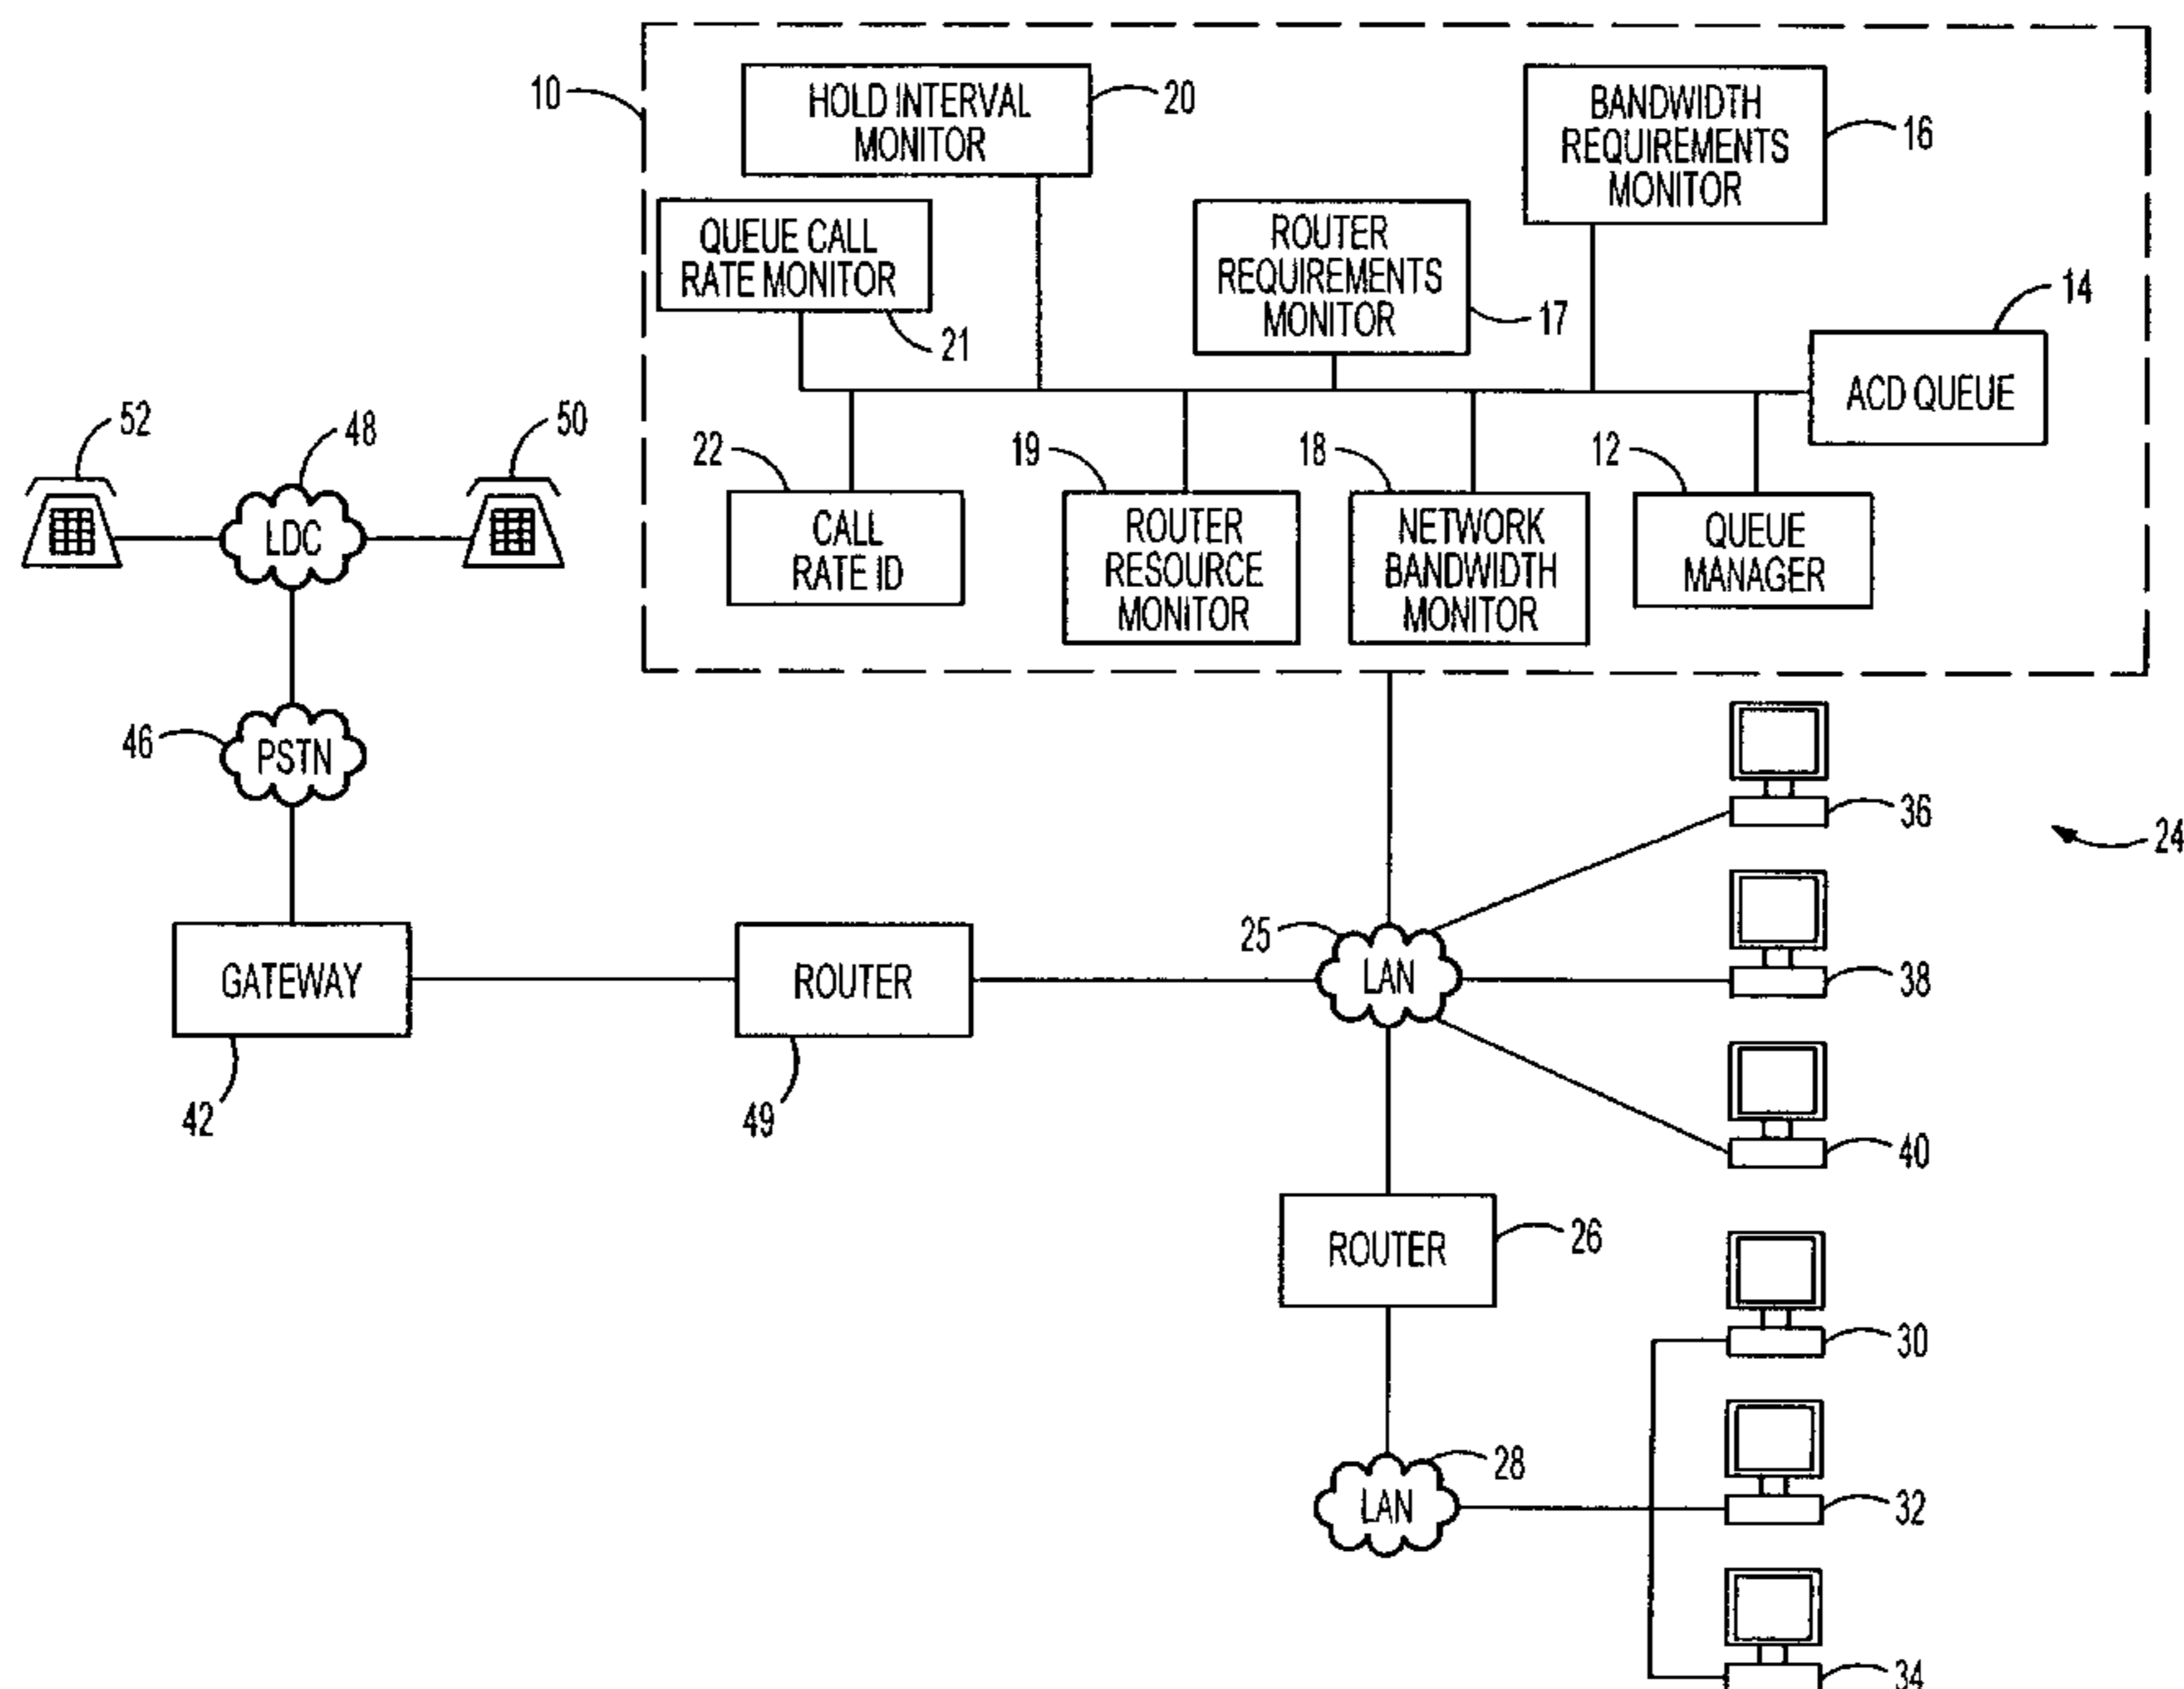 10
HOLD INTERVAL
MONITOR
20
BANDWIDTH
REQUIREMENTS
MONITOR
16
QUEUE CALL
RATE MONITOR
21
ROUTER
REQUIREMENTS
MONITOR
17
14
ACD QUEUE
52
48
50
LDC
22
CALL
RATE ID
19
ROUTER
RESOURCE
MONITOR
18
NETWORK
BANDWIDTH
MONITOR
12
QUEUE
MANAGER
46
PSTN
36
24
GATEWAY
42
ROUTER
49
25
LAN
38
40
ROUTER
26
30
28
LAN
32
34